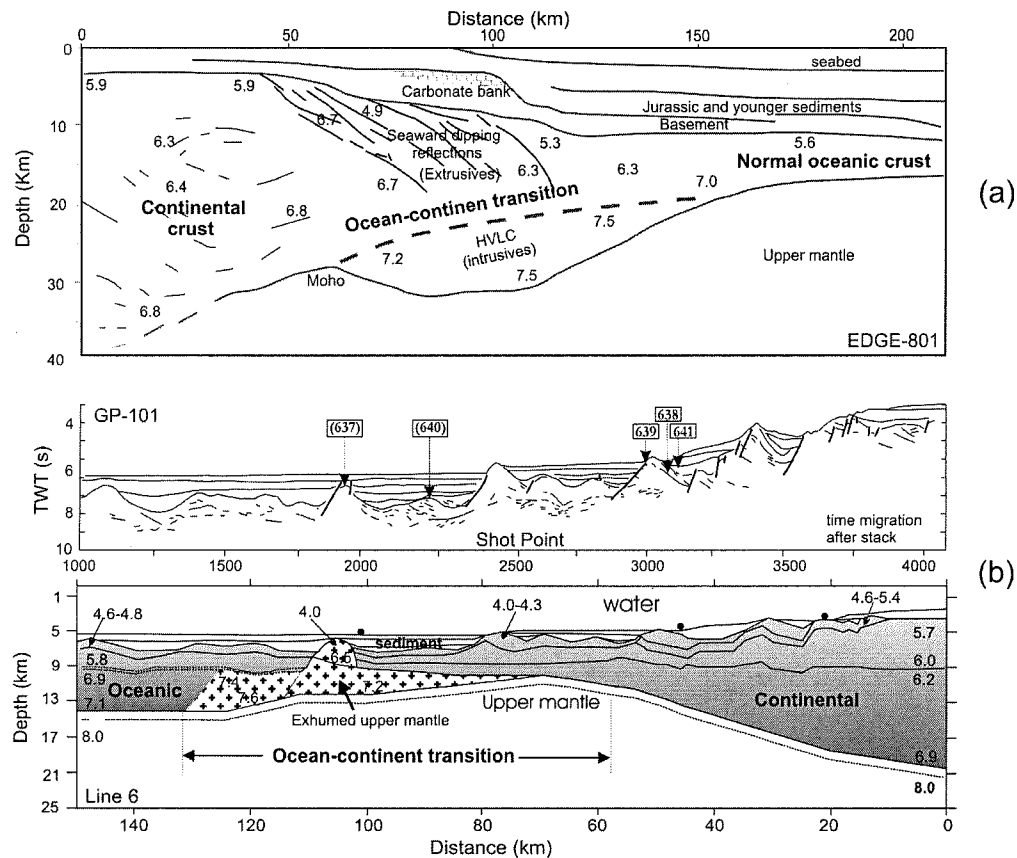 Distance (km)
0 50 100 150 200
0
10
20
30
40
Depth (Km)
seabed
5.9
5.9
Carbonate bank
Jurassic and younger sediments
6.7
4.9
Basement
Seaward dipping
reflections
(Extrusives)
6.3
5.3
5.6
6.7
6.3
6.3
Normal oceanic crust
(a)
6.4
7.0
Continental
crust
6.8
Ocean-continen transition
7.5
HVLC
(intrusives)
7.2
7.5
Upper mantle
Moho
6.8
EDGE-801
GP-101
(637)
(640)
638
639
641
4
6
8
10
TWT (s)
Shot Point
time migration
after stack
1000 1500 2000 2500 3000 3500 4000
(b)
1
5
9
13
17
21
25
Depth (km)
4.6-4.8
4.0
4.0-4.3
water
4.6-5.4
sediment
5.7
5.8
6.0
6.9
6.2
Oceanic
7.6
7.2
7.1
Exhumed upper mantle
Upper mantle
Continental
8.0
Ocean-continent transition
6.9
8.0
Line 6
140 120 100 80 60 40 20 0
Distance (km)